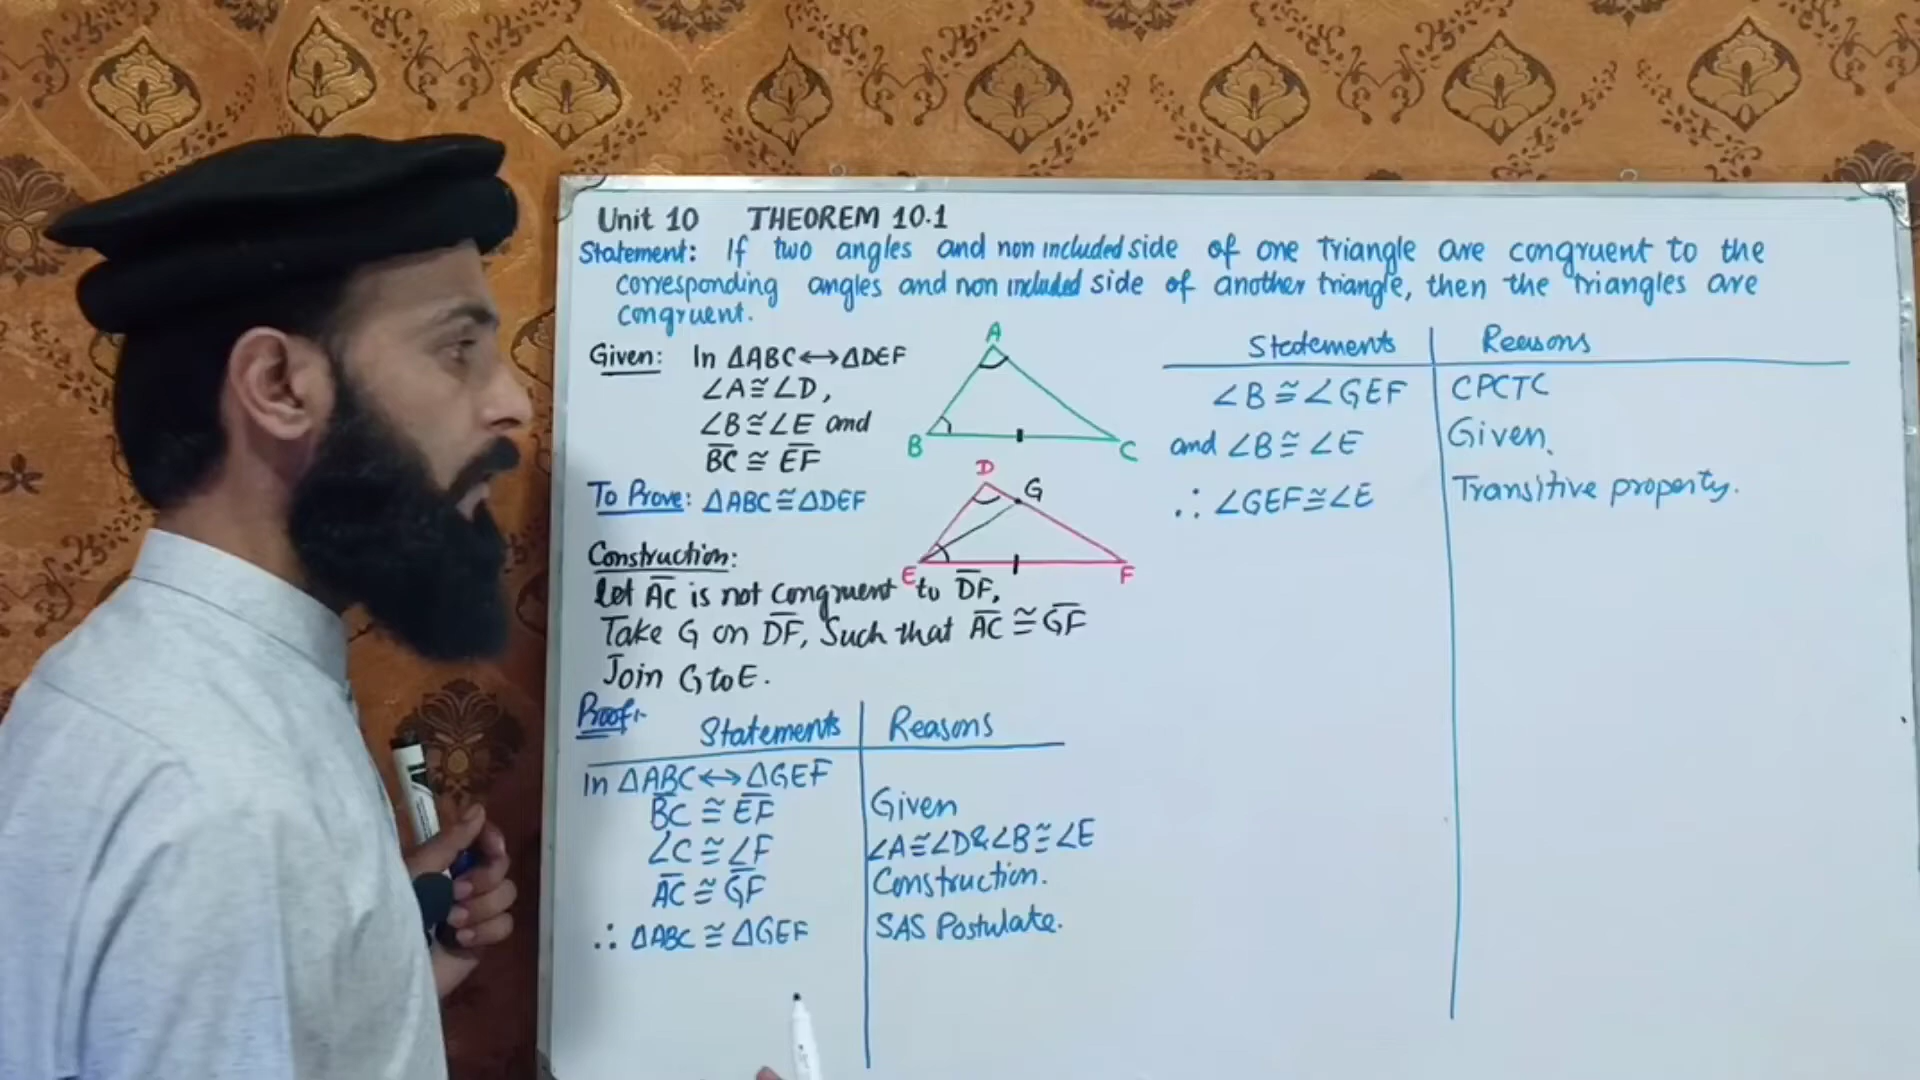 Unit 10 THEOREM 10.1
Statement: If two angles and non included side of one triangle are congruent to the
corresponding angles and non included side of another triangle, then the triangles are
congruent.
Given: In ΔABC↔ΔDEF
∠A≅∠D,
∠B≅∠E and
B̅C̅ ≅ E̅F̅
To Prove: ΔABC≅ΔDEF
A
B
C
D
G
E
F
Construction:
Let A̅C̅ is not congruent to D̅F̅,
Take G on D̅F̅, Such that A̅C̅ ≅ G̅F̅
Join G to E.
Proof:-
Statements Reasons
In ΔABC↔ΔGEF
B̅C̅ ≅ E̅F̅ Given
∠C ≅ ∠F ∠A≅∠D&∠B≅∠E
A̅C̅ ≅ G̅F̅ Construction.
∴ ΔABC ≅ ΔGEF SAS Postulate.
Statements Reasons
∠B≅∠GEF CPCTC
and ∠B≅∠E Given
∴ ∠GEF≅∠E Transitive property.